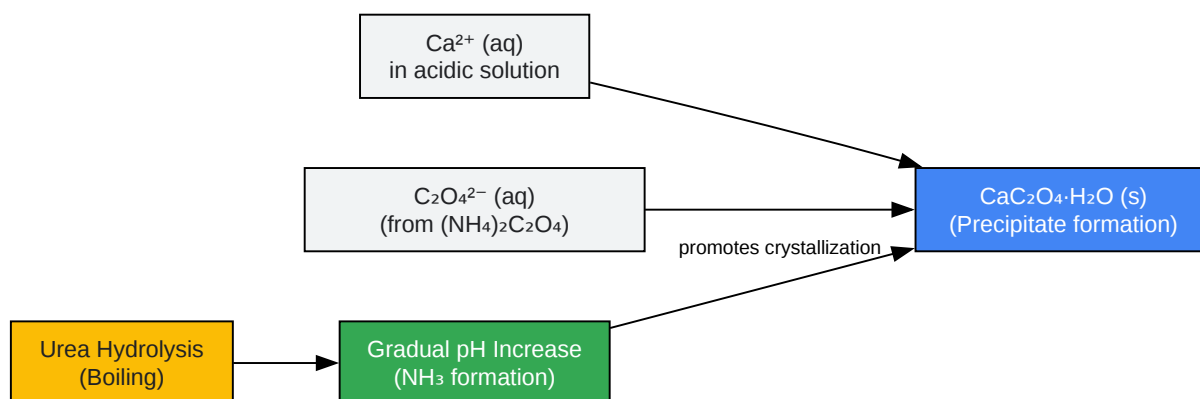 Ca²⁺ (aq)
in acidic solution
C₂O₄²⁻ (aq)
(from (NH₄)₂C₂O₄)
CaC₂O₄·H₂O (s)
(Precipitate formation)
promotes crystallization
Urea Hydrolysis
(Boiling)
Gradual pH Increase
(NH₃ formation)